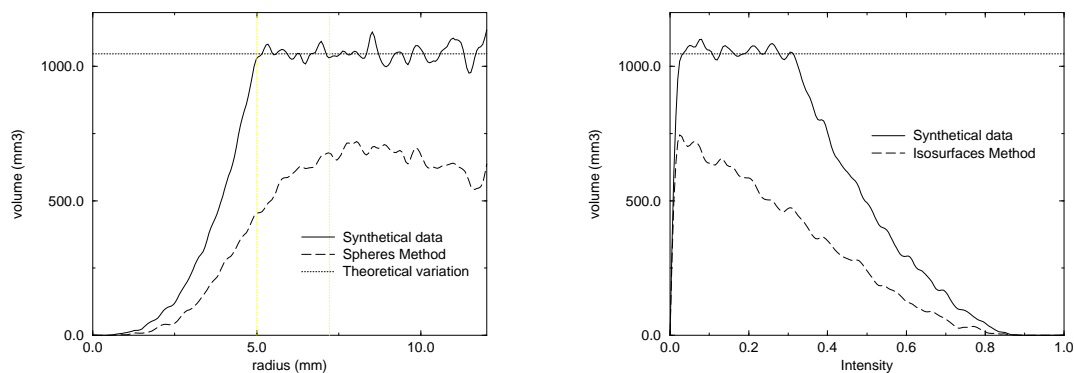 1000.0
500.0
0.0
volume (mm3)
0.0
5.0
10.0
radius (mm)
Synthetical data
Spheres Method
Theoretical variation
1000.0
500.0
0.0
volume (mm3)
0.0
0.2
0.4
0.6
0.8
1.0
Intensity
Synthetical data
Isosurfaces Method